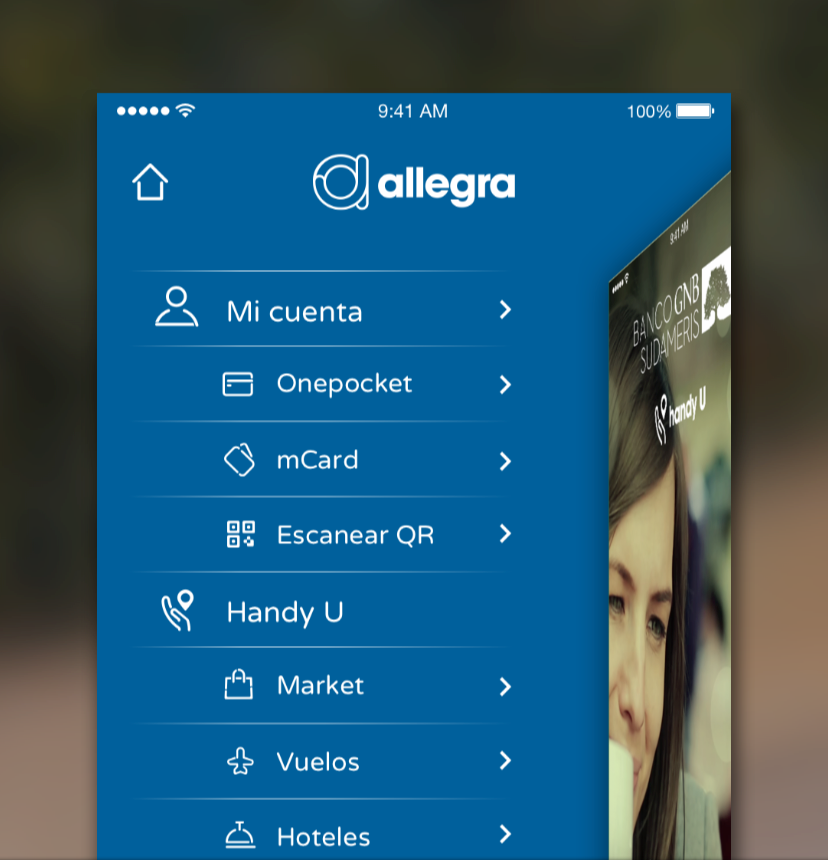 9:41 AM
100%
allegra
Mi cuenta
Onepocket
mCard
Escanear QR
Handy U
Market
Vuelos
Hoteles
9:41 AM
BANCO GNB
SUDAMERIS
handy U